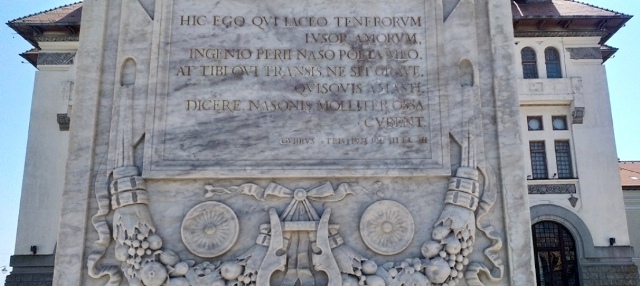 HIC EGO QVI IACEO TENERORVM
LVSOR AMORVM.
INGENIO PERII NASO POETA MEO.
AT TIBI QVI TRANSIS NE SIT GRAVE.
QVISQVIS AMASTI.
DICERE NASONIS MOLLITER OSSA
CVBENT.